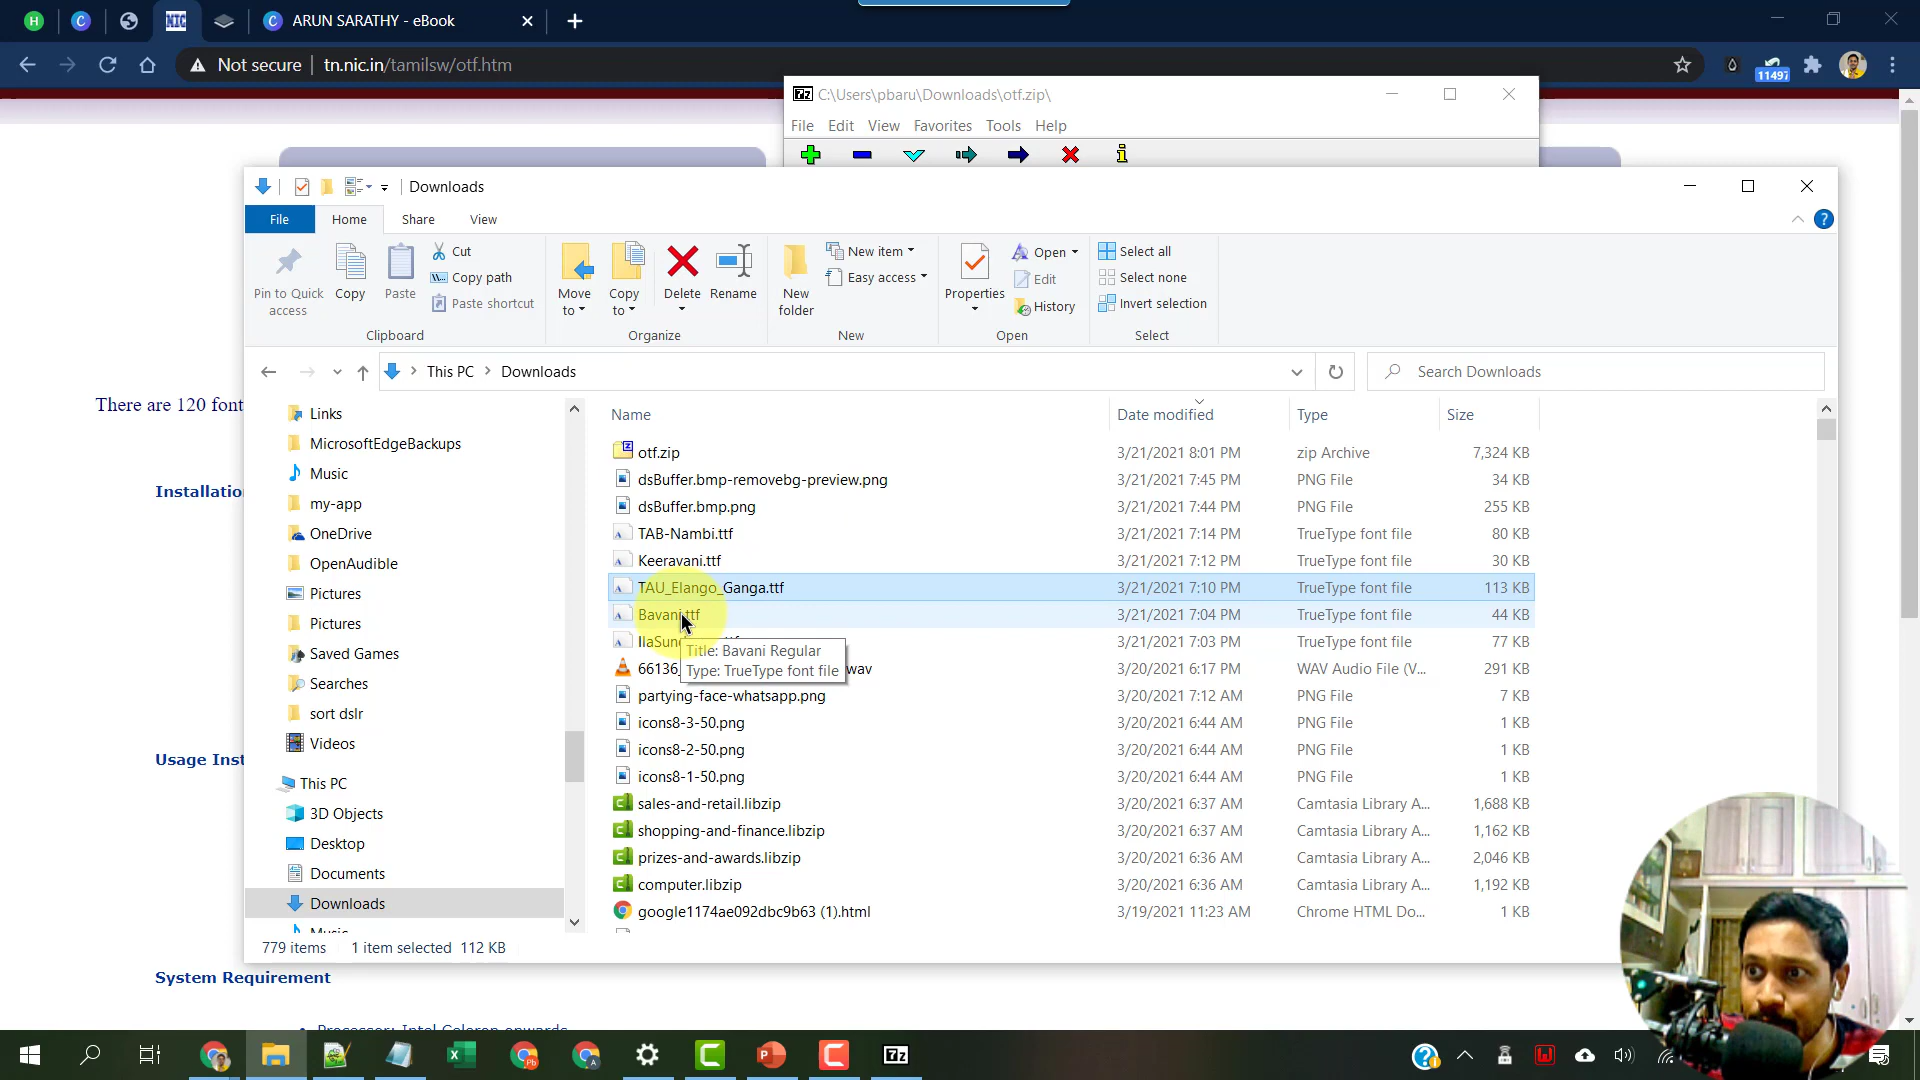 ARUN SARATHY - eBook
Not secure
tn.nic.in/tamilsw/otf.htm
11497
C:\Users\pbaru\Downloads\otf.zip\
File Edit View Favorites Tools Help
Downloads
File Home Share View
Pin to Quick access
Copy
Paste
Cut
Copy path
Paste shortcut
Clipboard
Move to
Copy to
Delete
Rename
Organize
New folder
New item
Easy access
New
Properties
Open
Edit
History
Open
Select all
Select none
Invert selection
Select
This PC > Downloads
Search Downloads
There are 120 font
Installatio
Usage Inst
System Requirement
Processor: Intel Celeron onwards
Links
MicrosoftEdgeBackups
Music
my-app
OneDrive
OpenAudible
Pictures
Pictures
Saved Games
Searches
sort dslr
Videos
This PC
3D Objects
Desktop
Documents
Downloads
Music
Name Date modified Type Size
otf.zip 3/21/2021 8:01 PM zip Archive 7,324 KB
dsBuffer.bmp-removebg-preview.png 3/21/2021 7:45 PM PNG File 34 KB
dsBuffer.bmp.png 3/21/2021 7:44 PM PNG File 255 KB
TAB-Nambi.ttf 3/21/2021 7:14 PM TrueType font file 80 KB
Keeravani.ttf 3/21/2021 7:12 PM TrueType font file 30 KB
TAU_Elango_Ganga.ttf 3/21/2021 7:10 PM TrueType font file 113 KB
Bavani.ttf 3/21/2021 7:04 PM TrueType font file 44 KB
IlaSun 3/21/2021 7:03 PM TrueType font file 77 KB
Title: Bavani Regular
Type: TrueType font file
66136 wav 3/20/2021 6:17 PM WAV Audio File (V... 291 KB
partying-face-whatsapp.png 3/20/2021 7:12 AM PNG File 7 KB
icons8-3-50.png 3/20/2021 6:44 AM PNG File 1 KB
icons8-2-50.png 3/20/2021 6:44 AM PNG File 1 KB
icons8-1-50.png 3/20/2021 6:44 AM PNG File 1 KB
sales-and-retail.libzip 3/20/2021 6:37 AM Camtasia Library A... 1,688 KB
shopping-and-finance.libzip 3/20/2021 6:37 AM Camtasia Library A... 1,162 KB
prizes-and-awards.libzip 3/20/2021 6:36 AM Camtasia Library A... 2,046 KB
computer.libzip 3/20/2021 6:36 AM Camtasia Library A... 1,192 KB
google1174ae092dbc9b63 (1).html 3/19/2021 11:23 AM Chrome HTML Do... 1 KB
779 items 1 item selected 112 KB